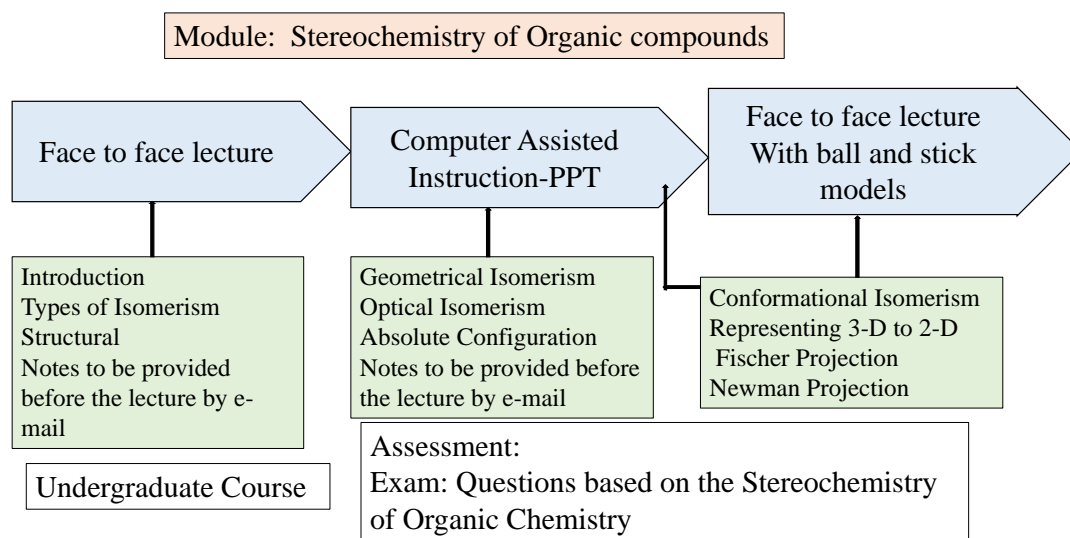 Module:  Stereochemistry of Organic compounds
Face to face lecture
Computer Assisted
Instruction-PPT
Face to face lecture
With ball and stick
models
Introduction
Types of Isomerism
Structural
Notes to be provided
before the lecture by e-
mail
Geometrical Isomerism
Optical Isomerism
Absolute Configuration
Notes to be provided before
the lecture by e-mail
Conformational Isomerism
Representing 3-D to 2-D
Fischer Projection
Newman Projection
Undergraduate Course
Assessment:
Exam: Questions based on the Stereochemistry
of Organic Chemistry